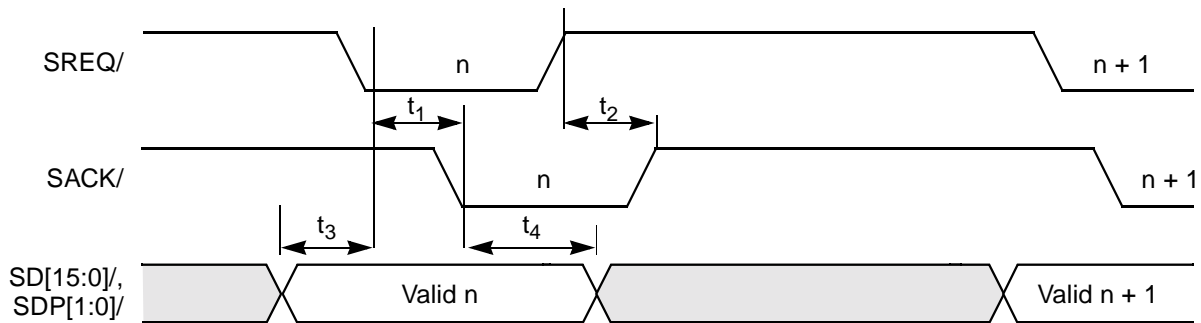 SREQ/
n
n + 1
t1
t2
SACK/
n
n + 1
t3
t4
SD[15:0]/,
SDP[1:0]/
Valid n
Valid n + 1